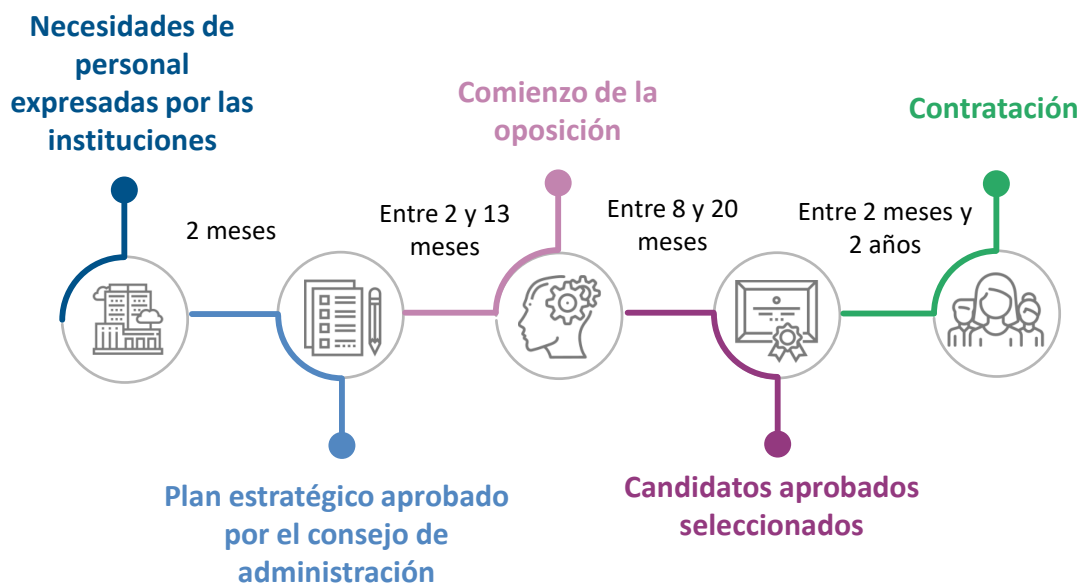 Necesidades de
personal
expresadas por las
instituciones
2 meses
Plan estratégico aprobado
por el consejo de
administración
Entre 2 y 13
meses
Comienzo de la
oposición
Entre 8 y 20
meses
Candidatos aprobados
seleccionados
Entre 2 meses y
2 años
Contratación